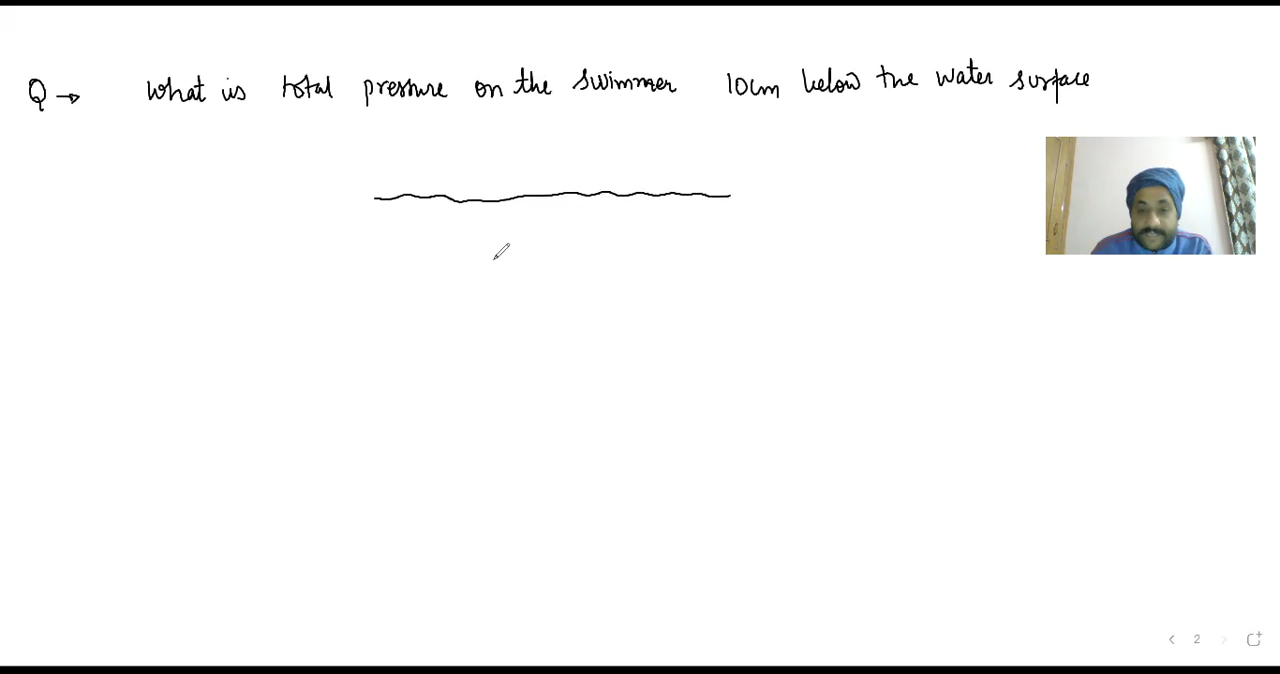 Q → What is total pressure on the swimmer 10cm below the water surface
2